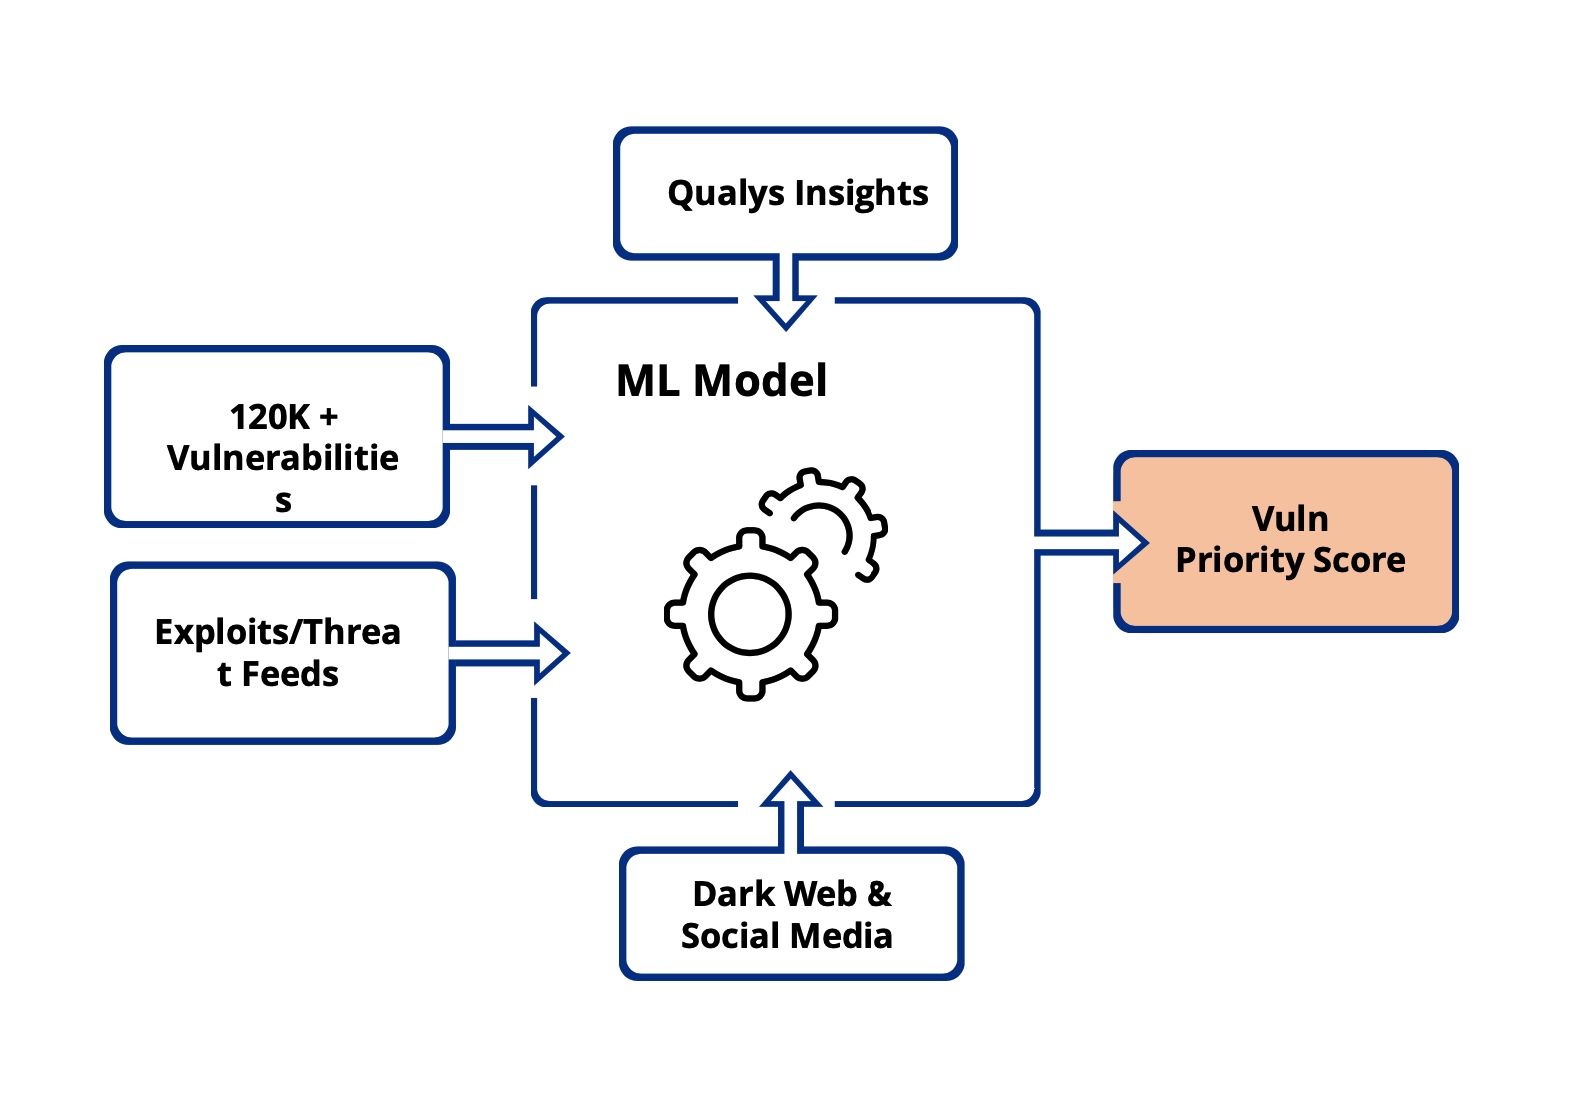 Qualys Insights
ML Model
120K +
Vulnerabilitie
s
Exploits/Threa
t Feeds
Vuln
Priority Score
Dark Web &
Social Media